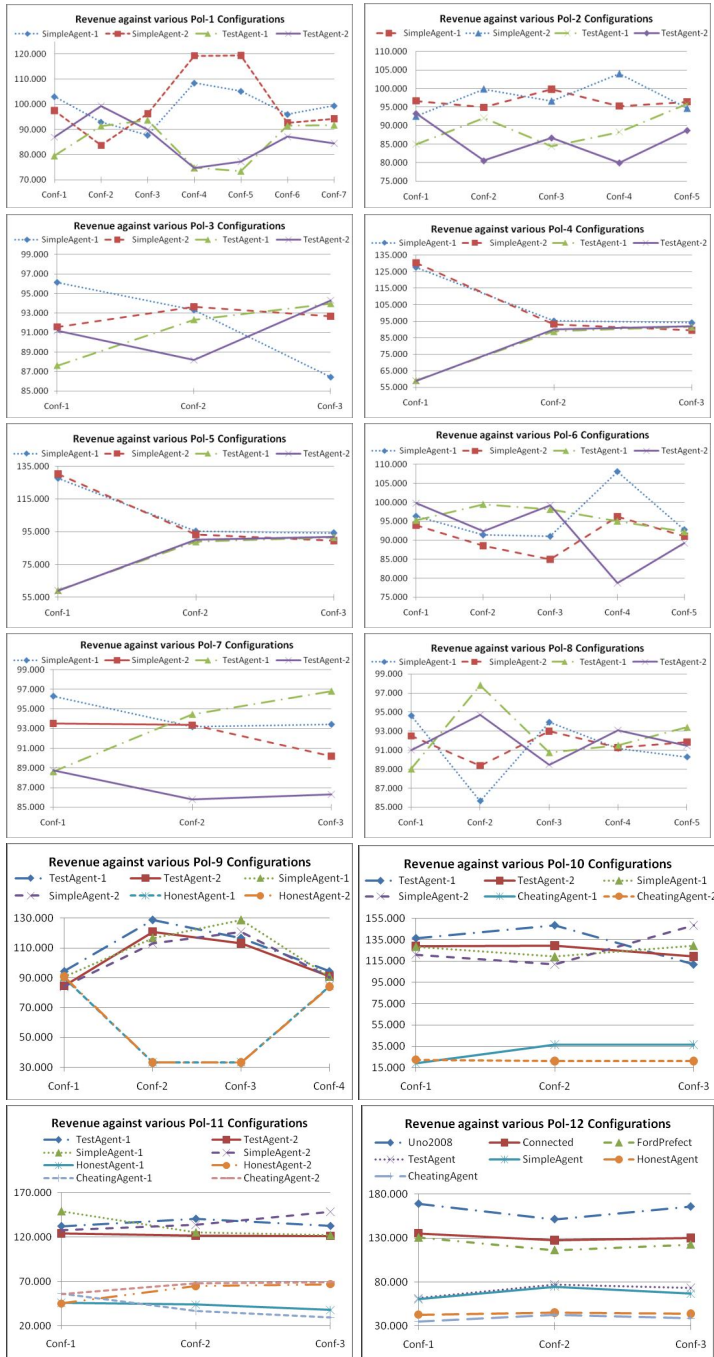 Revenue against various Pol-1 Configurations
SimpleAgent-1 SimpleAgent-2 TestAgent-1 TestAgent-2
120.000
110.000
100.000
90.000
80.000
70.000
Conf-1 Conf-2 Conf-3 Conf-4 Conf-5 Conf-6 Conf-7
Revenue against various Pol-2 Configurations
SimpleAgent-1 SimpleAgent-2 TestAgent-1 TestAgent-2
110.000
105.000
100.000
95.000
90.000
85.000
80.000
75.000
Conf-1 Conf-2 Conf-3 Conf-4 Conf-5
Revenue against various Pol-3 Configurations
SimpleAgent-1 SimpleAgent-2 TestAgent-1 TestAgent-2
99.000
97.000
95.000
93.000
91.000
89.000
87.000
85.000
Conf-1 Conf-2 Conf-3
Revenue against various Pol-4 Configurations
SimpleAgent-1 SimpleAgent-2 TestAgent-1 TestAgent-2
135.000
125.000
115.000
105.000
95.000
85.000
75.000
65.000
55.000
Conf-1 Conf-2 Conf-3
Revenue against various Pol-5 Configurations
SimpleAgent-1 SimpleAgent-2 TestAgent-1 TestAgent-2
135.000
115.000
95.000
75.000
55.000
Conf-1 Conf-2 Conf-3
Revenue against various Pol-6 Configurations
SimpleAgent-1 SimpleAgent-2 TestAgent-1 TestAgent-2
110.000
105.000
100.000
95.000
90.000
85.000
80.000
75.000
Conf-1 Conf-2 Conf-3 Conf-4 Conf-5
Revenue against various Pol-7 Configurations
SimpleAgent-1 SimpleAgent-2 TestAgent-1 TestAgent-2
99.000
97.000
95.000
93.000
91.000
89.000
87.000
85.000
Conf-1 Conf-2 Conf-3
Revenue against various Pol-8 Configurations
SimpleAgent-1 SimpleAgent-2 TestAgent-1 TestAgent-2
99.000
97.000
95.000
93.000
91.000
89.000
87.000
85.000
Conf-1 Conf-2 Conf-3 Conf-4 Conf-5
Revenue against various Pol-9 Configurations
TestAgent-1 TestAgent-2 SimpleAgent-1
SimpleAgent-2 HonestAgent-1 HonestAgent-2
130.000
110.000
90.000
70.000
50.000
30.000
Conf-1 Conf-2 Conf-3 Conf-4
Revenue against various Pol-10 Configurations
TestAgent-1 TestAgent-2 SimpleAgent-1
SimpleAgent-2 CheatingAgent-1 CheatingAgent-2
155.000
135.000
115.000
95.000
75.000
55.000
35.000
15.000
Conf-1 Conf-2 Conf-3
Revenue against various Pol-11 Configurations
TestAgent-1 TestAgent-2
SimpleAgent-1 SimpleAgent-2
HonestAgent-1 HonestAgent-2
CheatingAgent-1 CheatingAgent-2
170.000
120.000
70.000
20.000
Conf-1 Conf-2 Conf-3
Revenue against various Pol-12 Configurations
Uno2008 Connected FordPrefect
TestAgent SimpleAgent HonestAgent
CheatingAgent
180.000
130.000
80.000
30.000
Conf-1 Conf-2 Conf-3